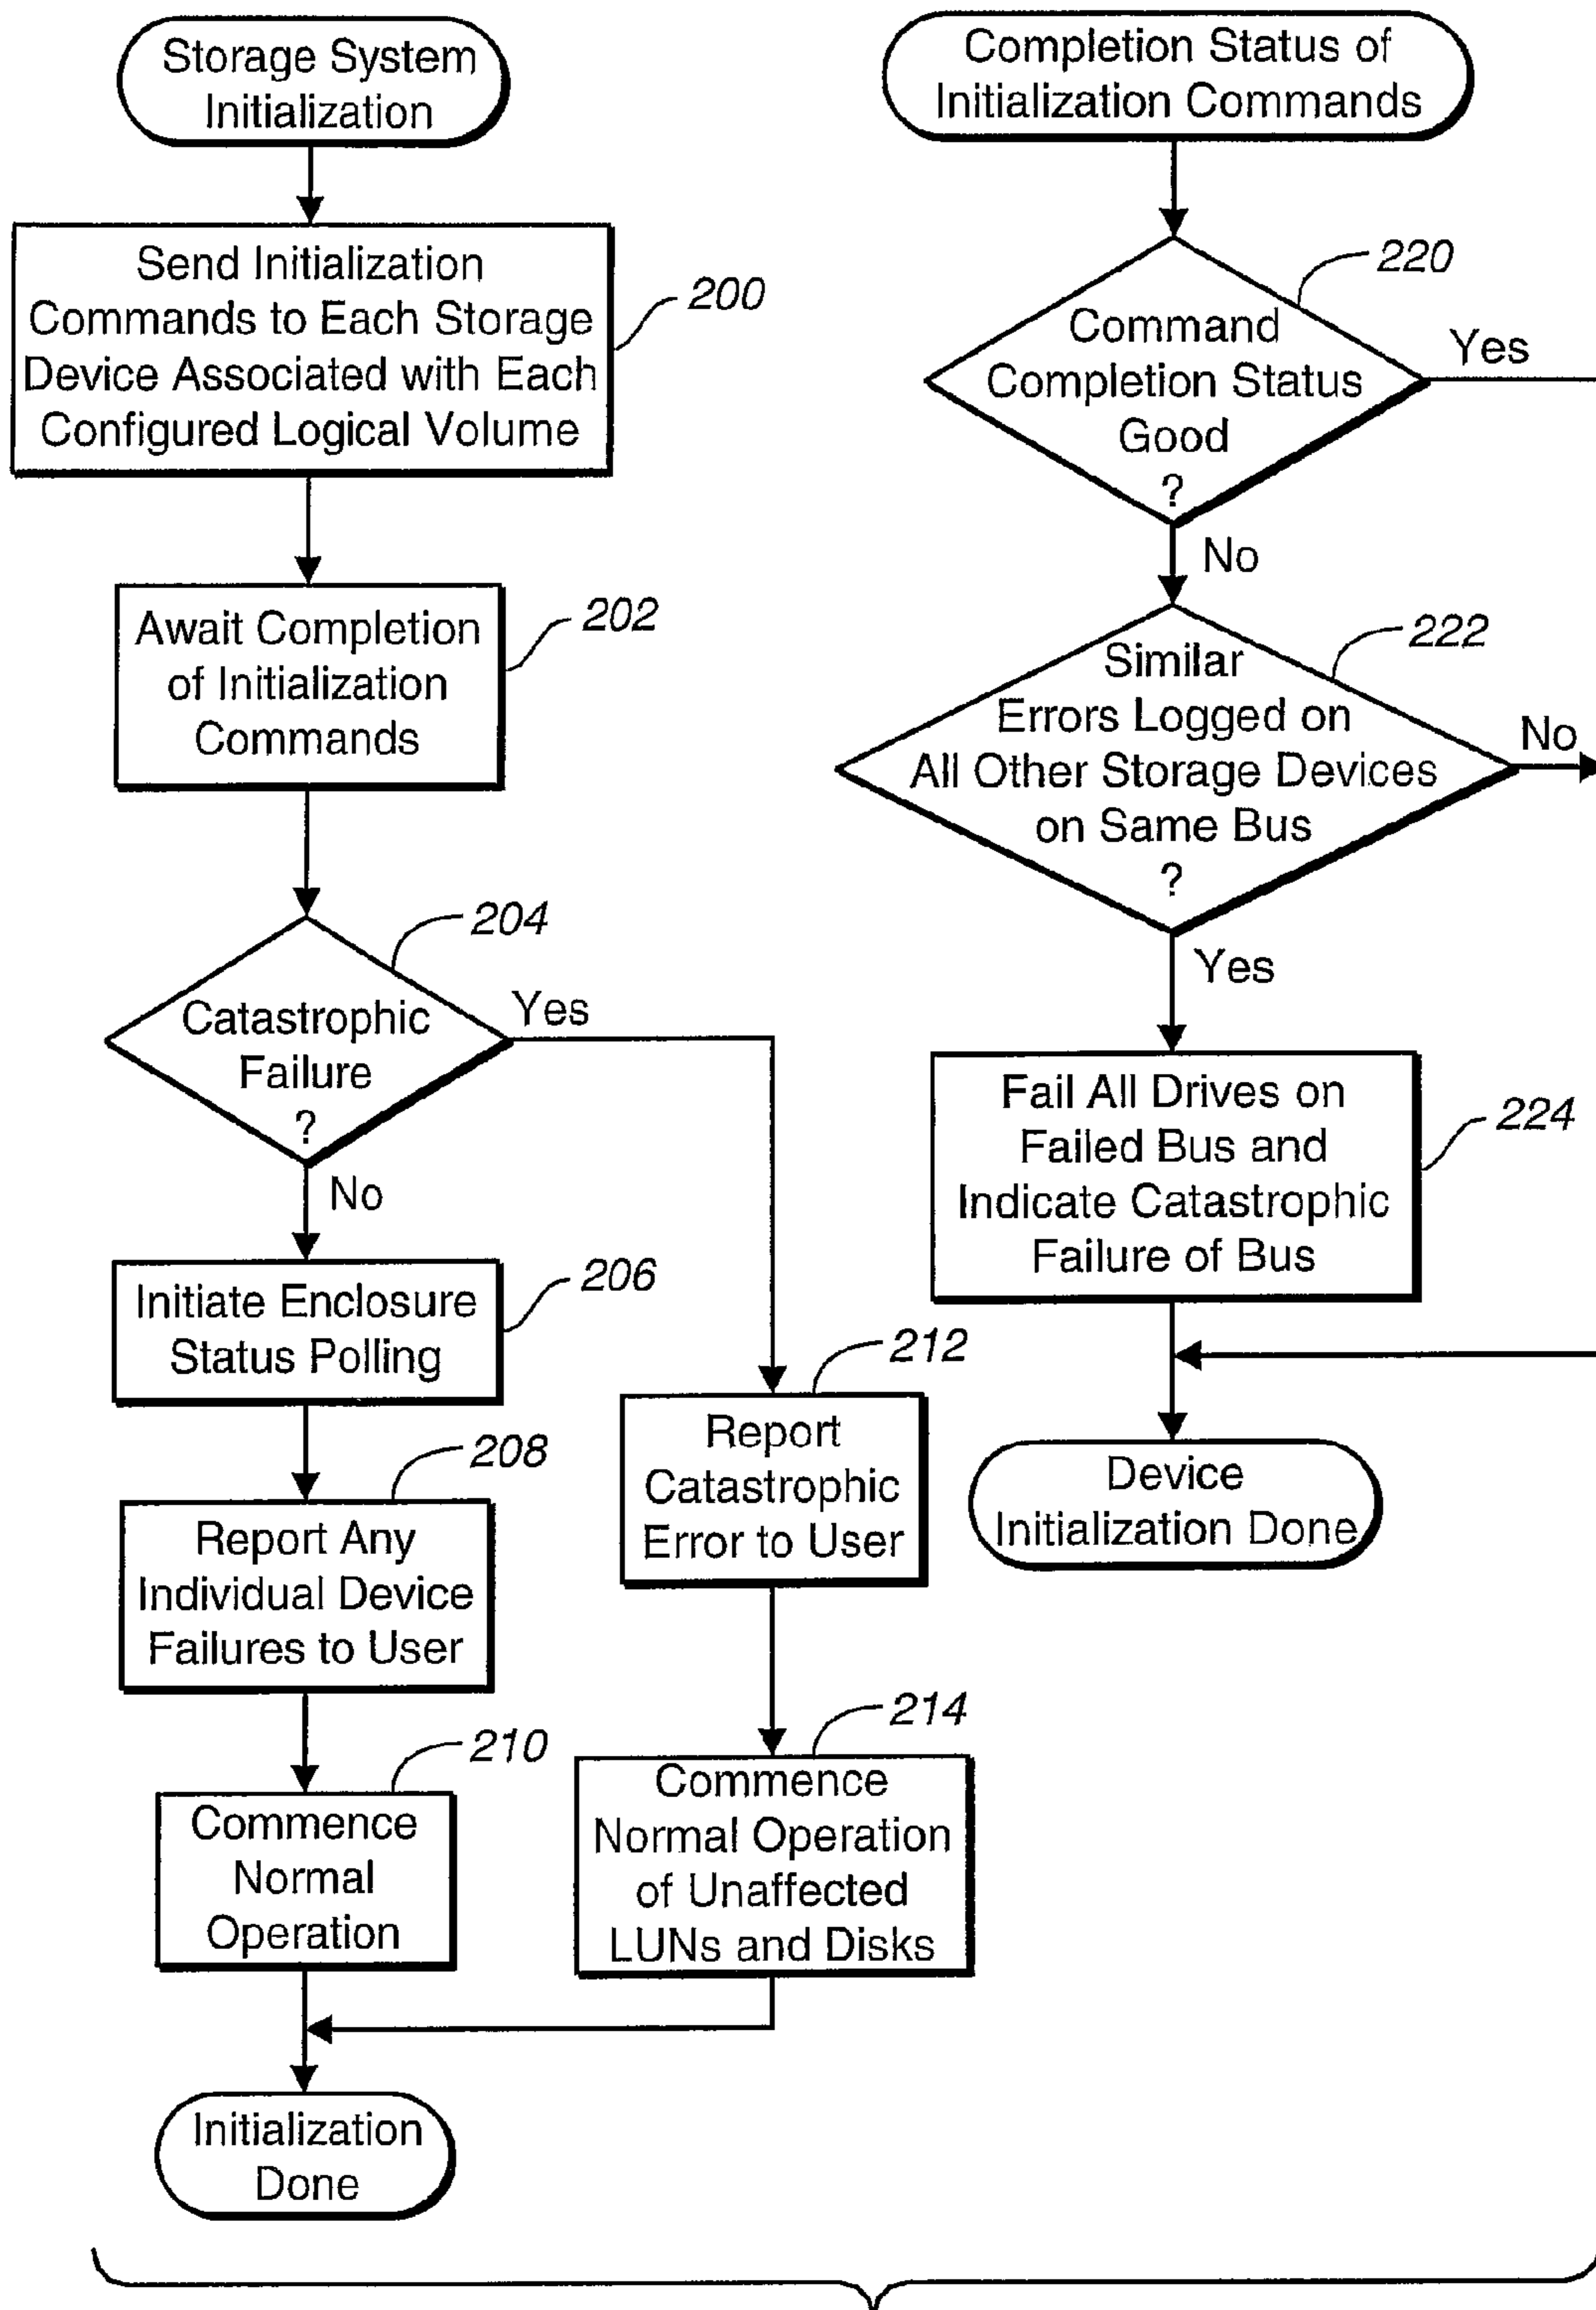 Storage System
Initialization
Send Initialization
Commands to Each Storage
Device Associated with Each
Configured Logical Volume
200
Await Completion
of Initialization
Commands
202
204
Catastrophic
Failure
?
Yes
No
Initiate Enclosure
Status Polling
206
208
Report Any
Individual Device
Failures to User
210
Commence
Normal
Operation
212
Report
Catastrophic
Error to User
214
Commence
Normal Operation
of Unaffected
LUNs and Disks
Initialization
Done
Completion Status of
Initialization Commands
220
Command
Completion Status
Good
?
Yes
No
222
Similar
Errors Logged on
All Other Storage Devices
on Same Bus
?
No
Yes
Fail All Drives on
Failed Bus and
Indicate Catastrophic
Failure of Bus
224
Device
Initialization Done